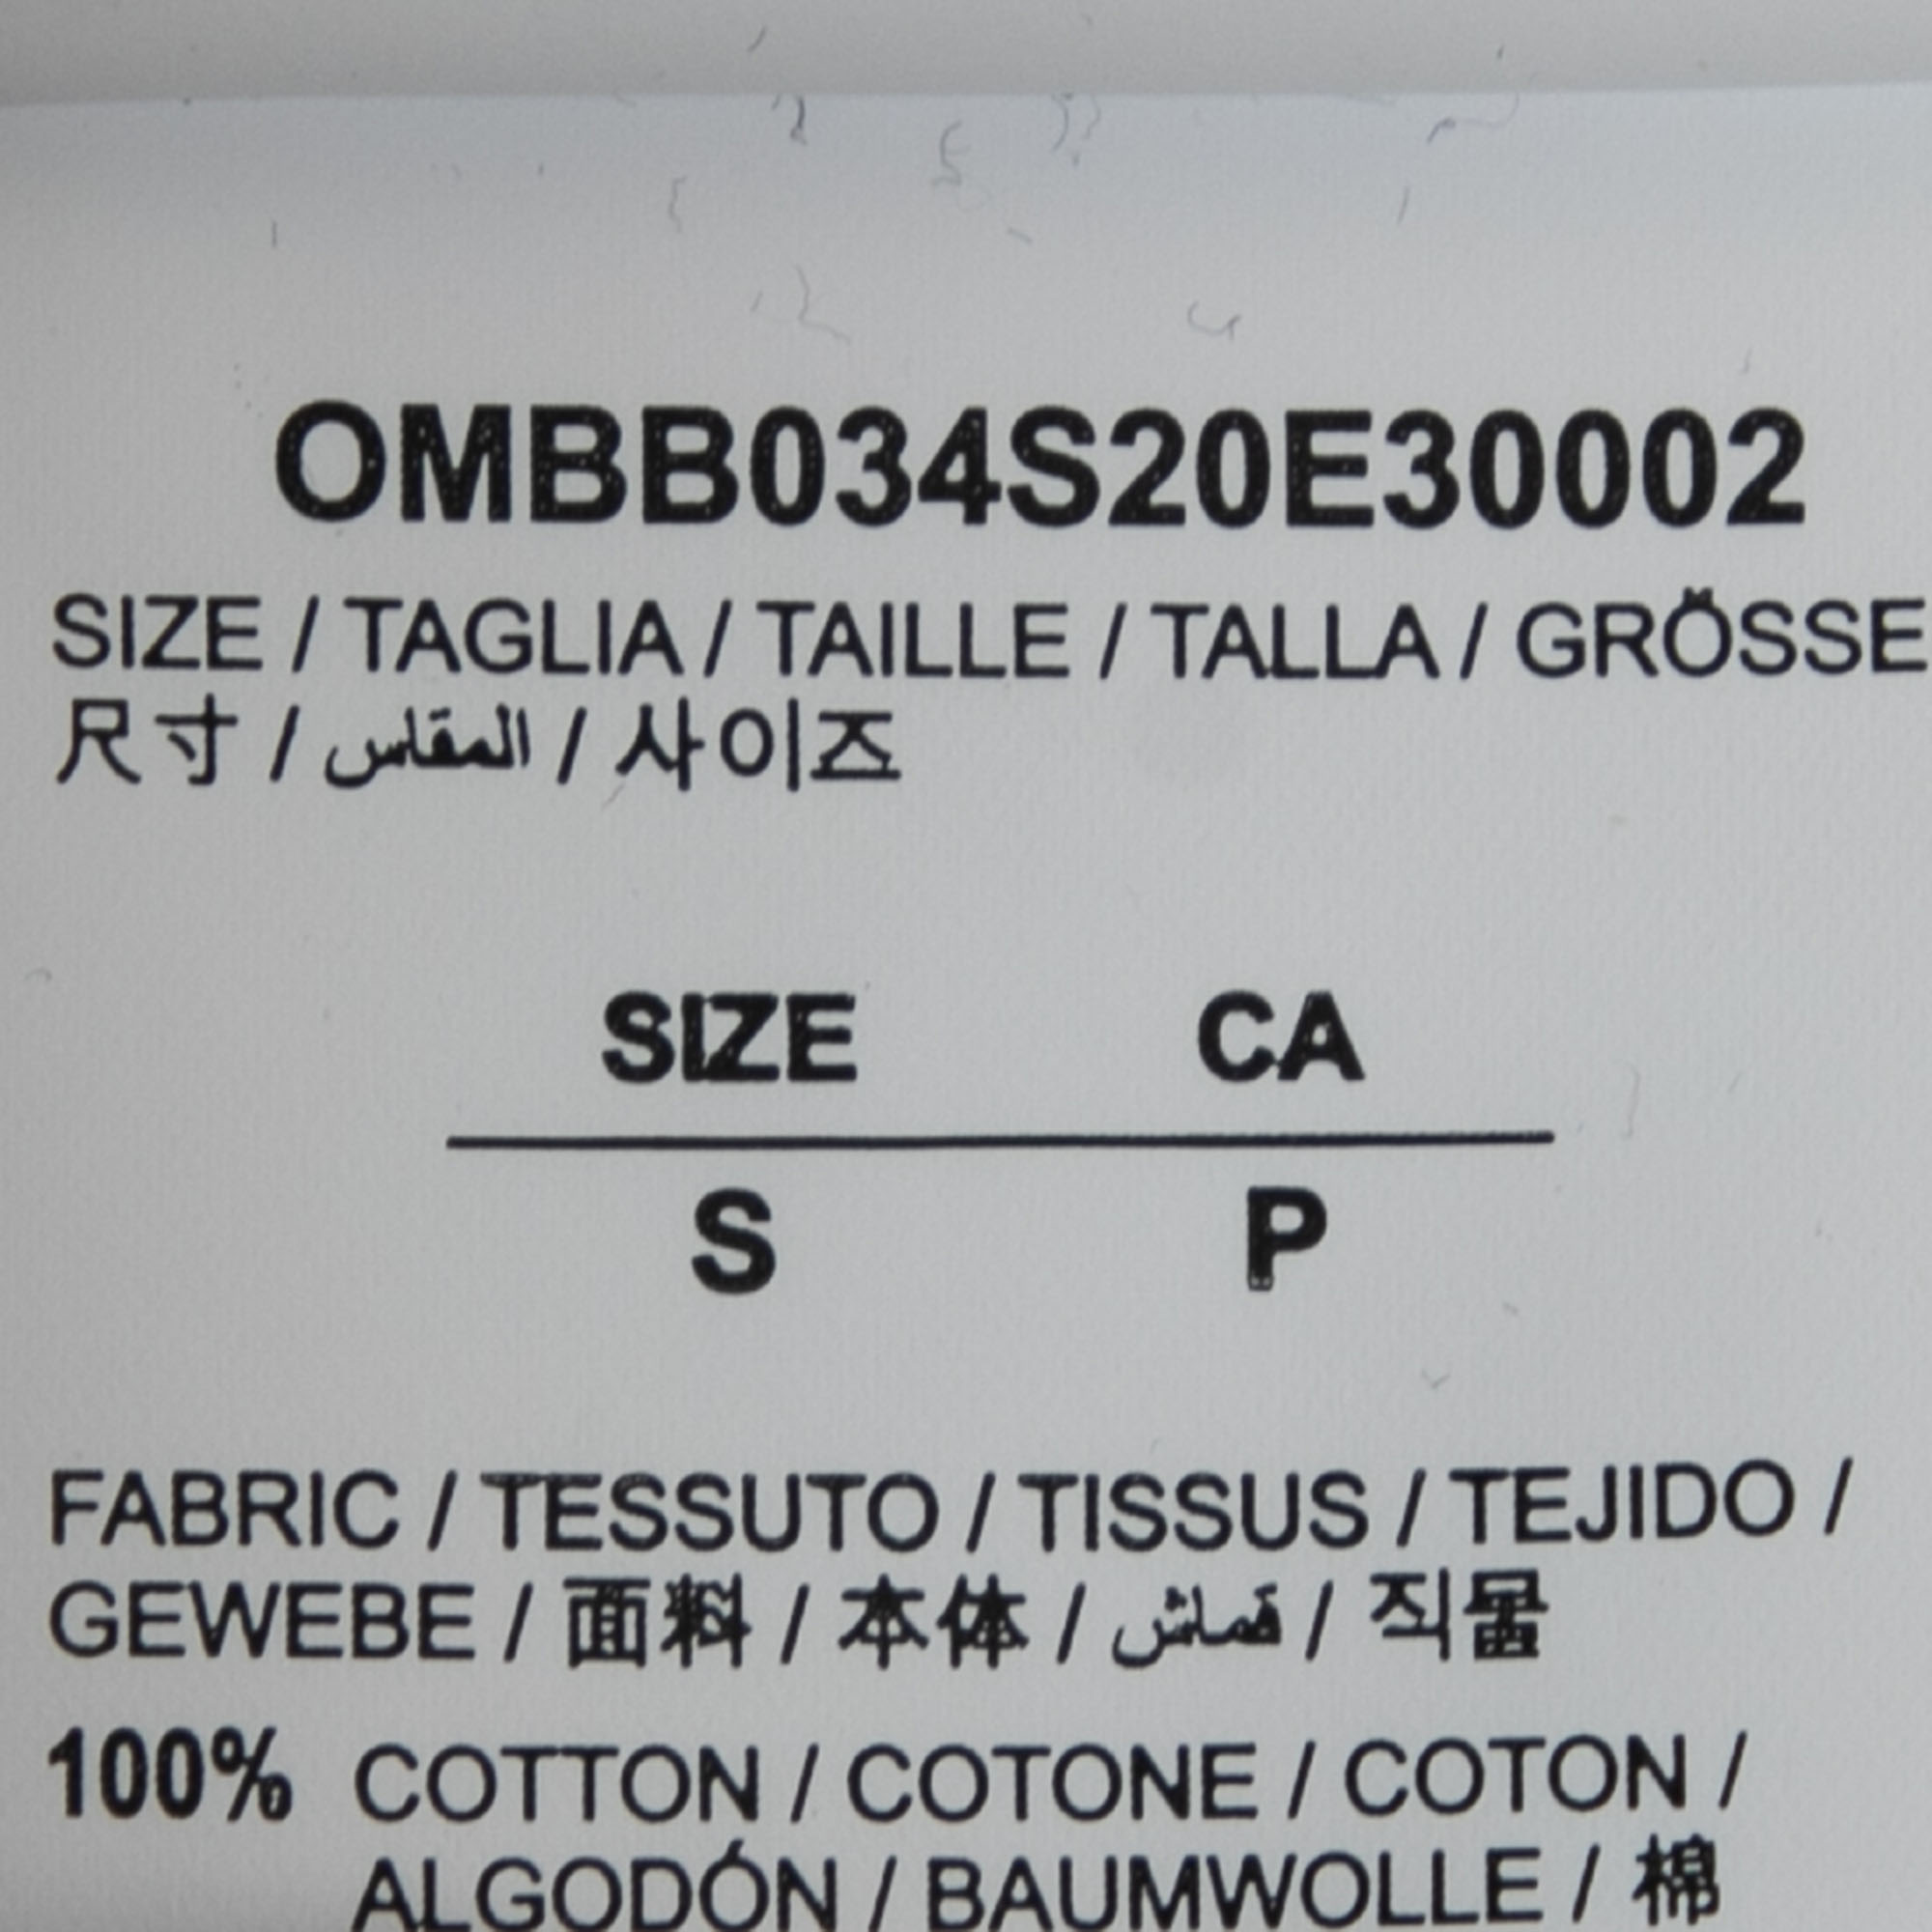 OMBB034S20E30002
SIZE / TAGLIA / TAILLE / TALLA / GRÖSSE
尺寸 / المقاس / 사이즈
SIZE CA
S P
FABRIC / TESSUTO / TISSUS / TEJIDO /
GEWEBE / 面料 / 本体 / قماش / 직물
100% COTTON / COTONE / COTON /
ALGODÓN / BAUMWOLLE / 棉